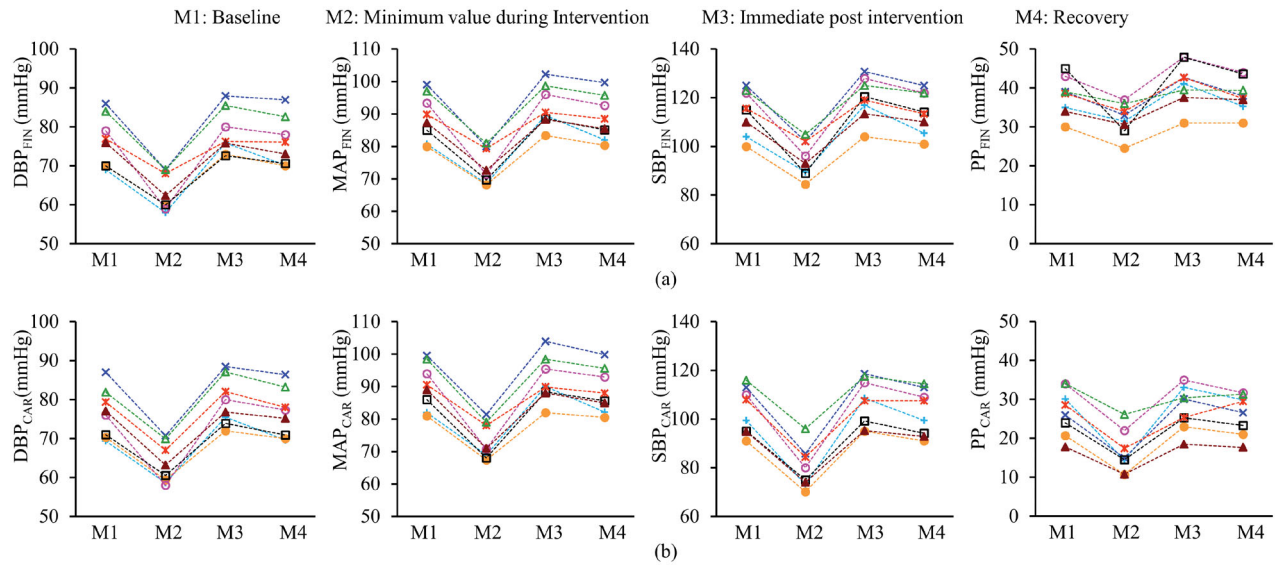 M1: Baseline M2: Minimum value during Intervention M3: Immediate post intervention M4: Recovery
DBP_FIN (mmHg)
100
90
80
70
60
50
M1 M2 M3 M4
MAP_FIN (mmHg)
110
100
90
80
70
60
50
M1 M2 M3 M4
SBP_FIN (mmHg)
140
120
100
80
60
M1 M2 M3 M4
PP_FIN (mmHg)
50
40
30
20
10
0
M1 M2 M3 M4
(a)
DBP_CAR(mmHg)
100
90
80
70
60
50
M1 M2 M3 M4
MAP_CAR (mmHg)
110
100
90
80
70
60
50
M1 M2 M3 M4
SBP_CAR (mmHg)
140
120
100
80
60
M1 M2 M3 M4
PP_CAR (mmHg)
50
40
30
20
10
0
M1 M2 M3 M4
(b)